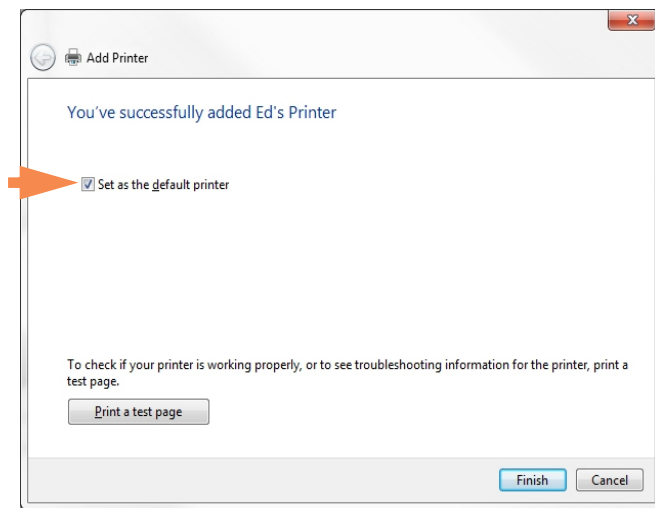 Add Printer
You've successfully added Ed's Printer
Set as the default printer
To check if your printer is working properly, or to see troubleshooting information for the printer, print a
test page.
Print a test page
Finish Cancel